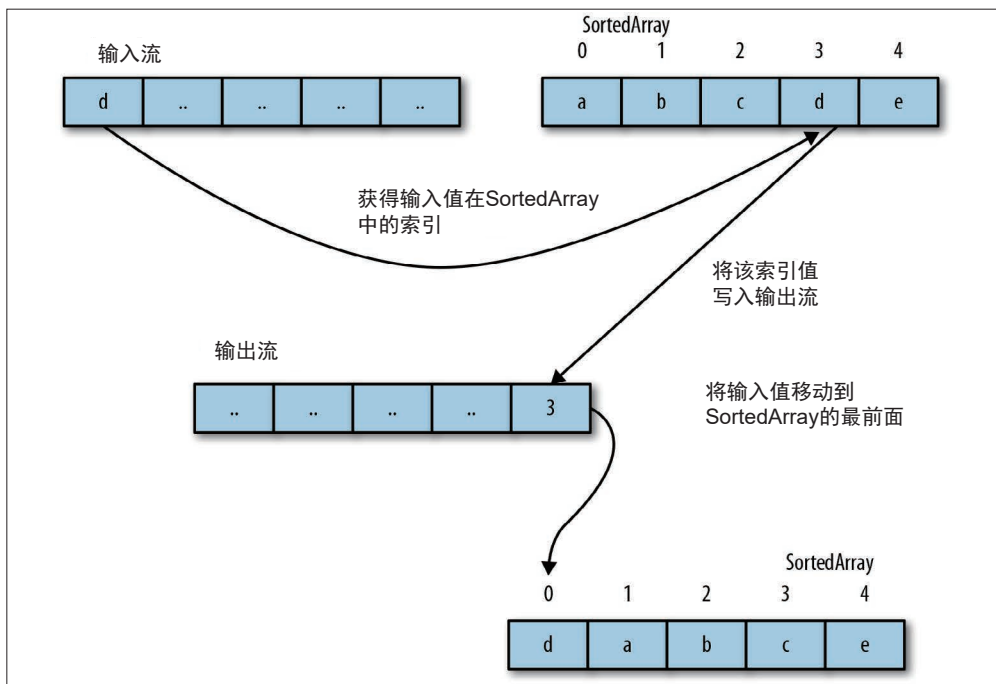 输入流
SortedArray
0 1 2 3 4
d .. .. .. ..
a b c d e
获得输入值在SortedArray
中的索引
将该索引值
写入输出流
输出流
.. .. .. .. 3
将输入值移动到
SortedArray的最前面
SortedArray
0 1 2 3 4
d a b c e